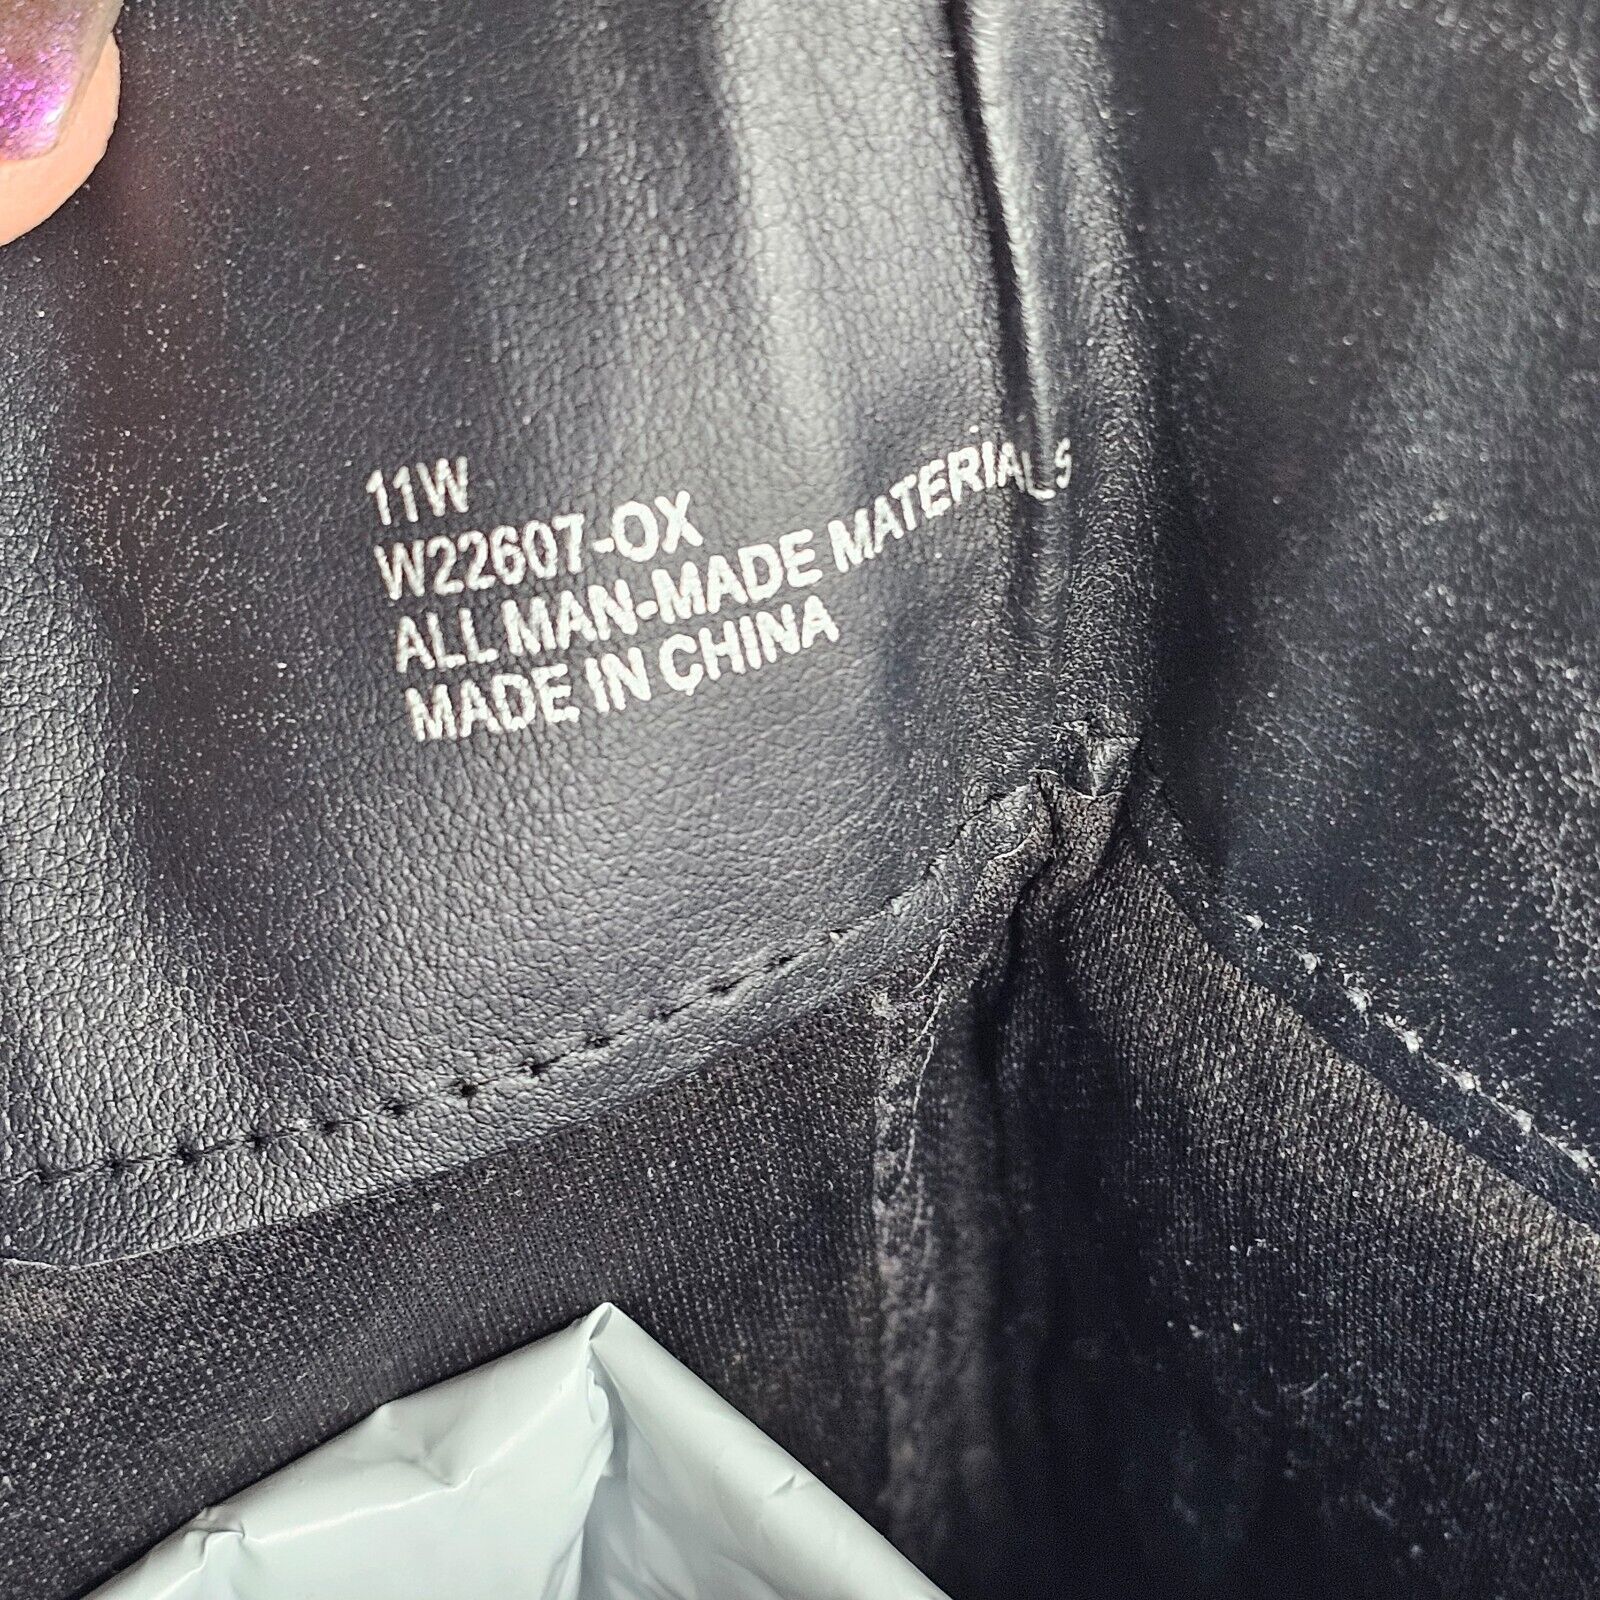 11W
W22607-OX
ALL MAN-MADE MATERIALS
MADE IN CHINA